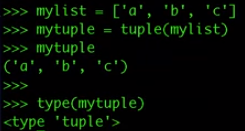 >>> mylist = ['a', 'b', 'c']
>>> mytuple = tuple(mylist)
>>> mytuple
('a', 'b', 'c')
>>>
>>> type(mytuple)
<type 'tuple'>